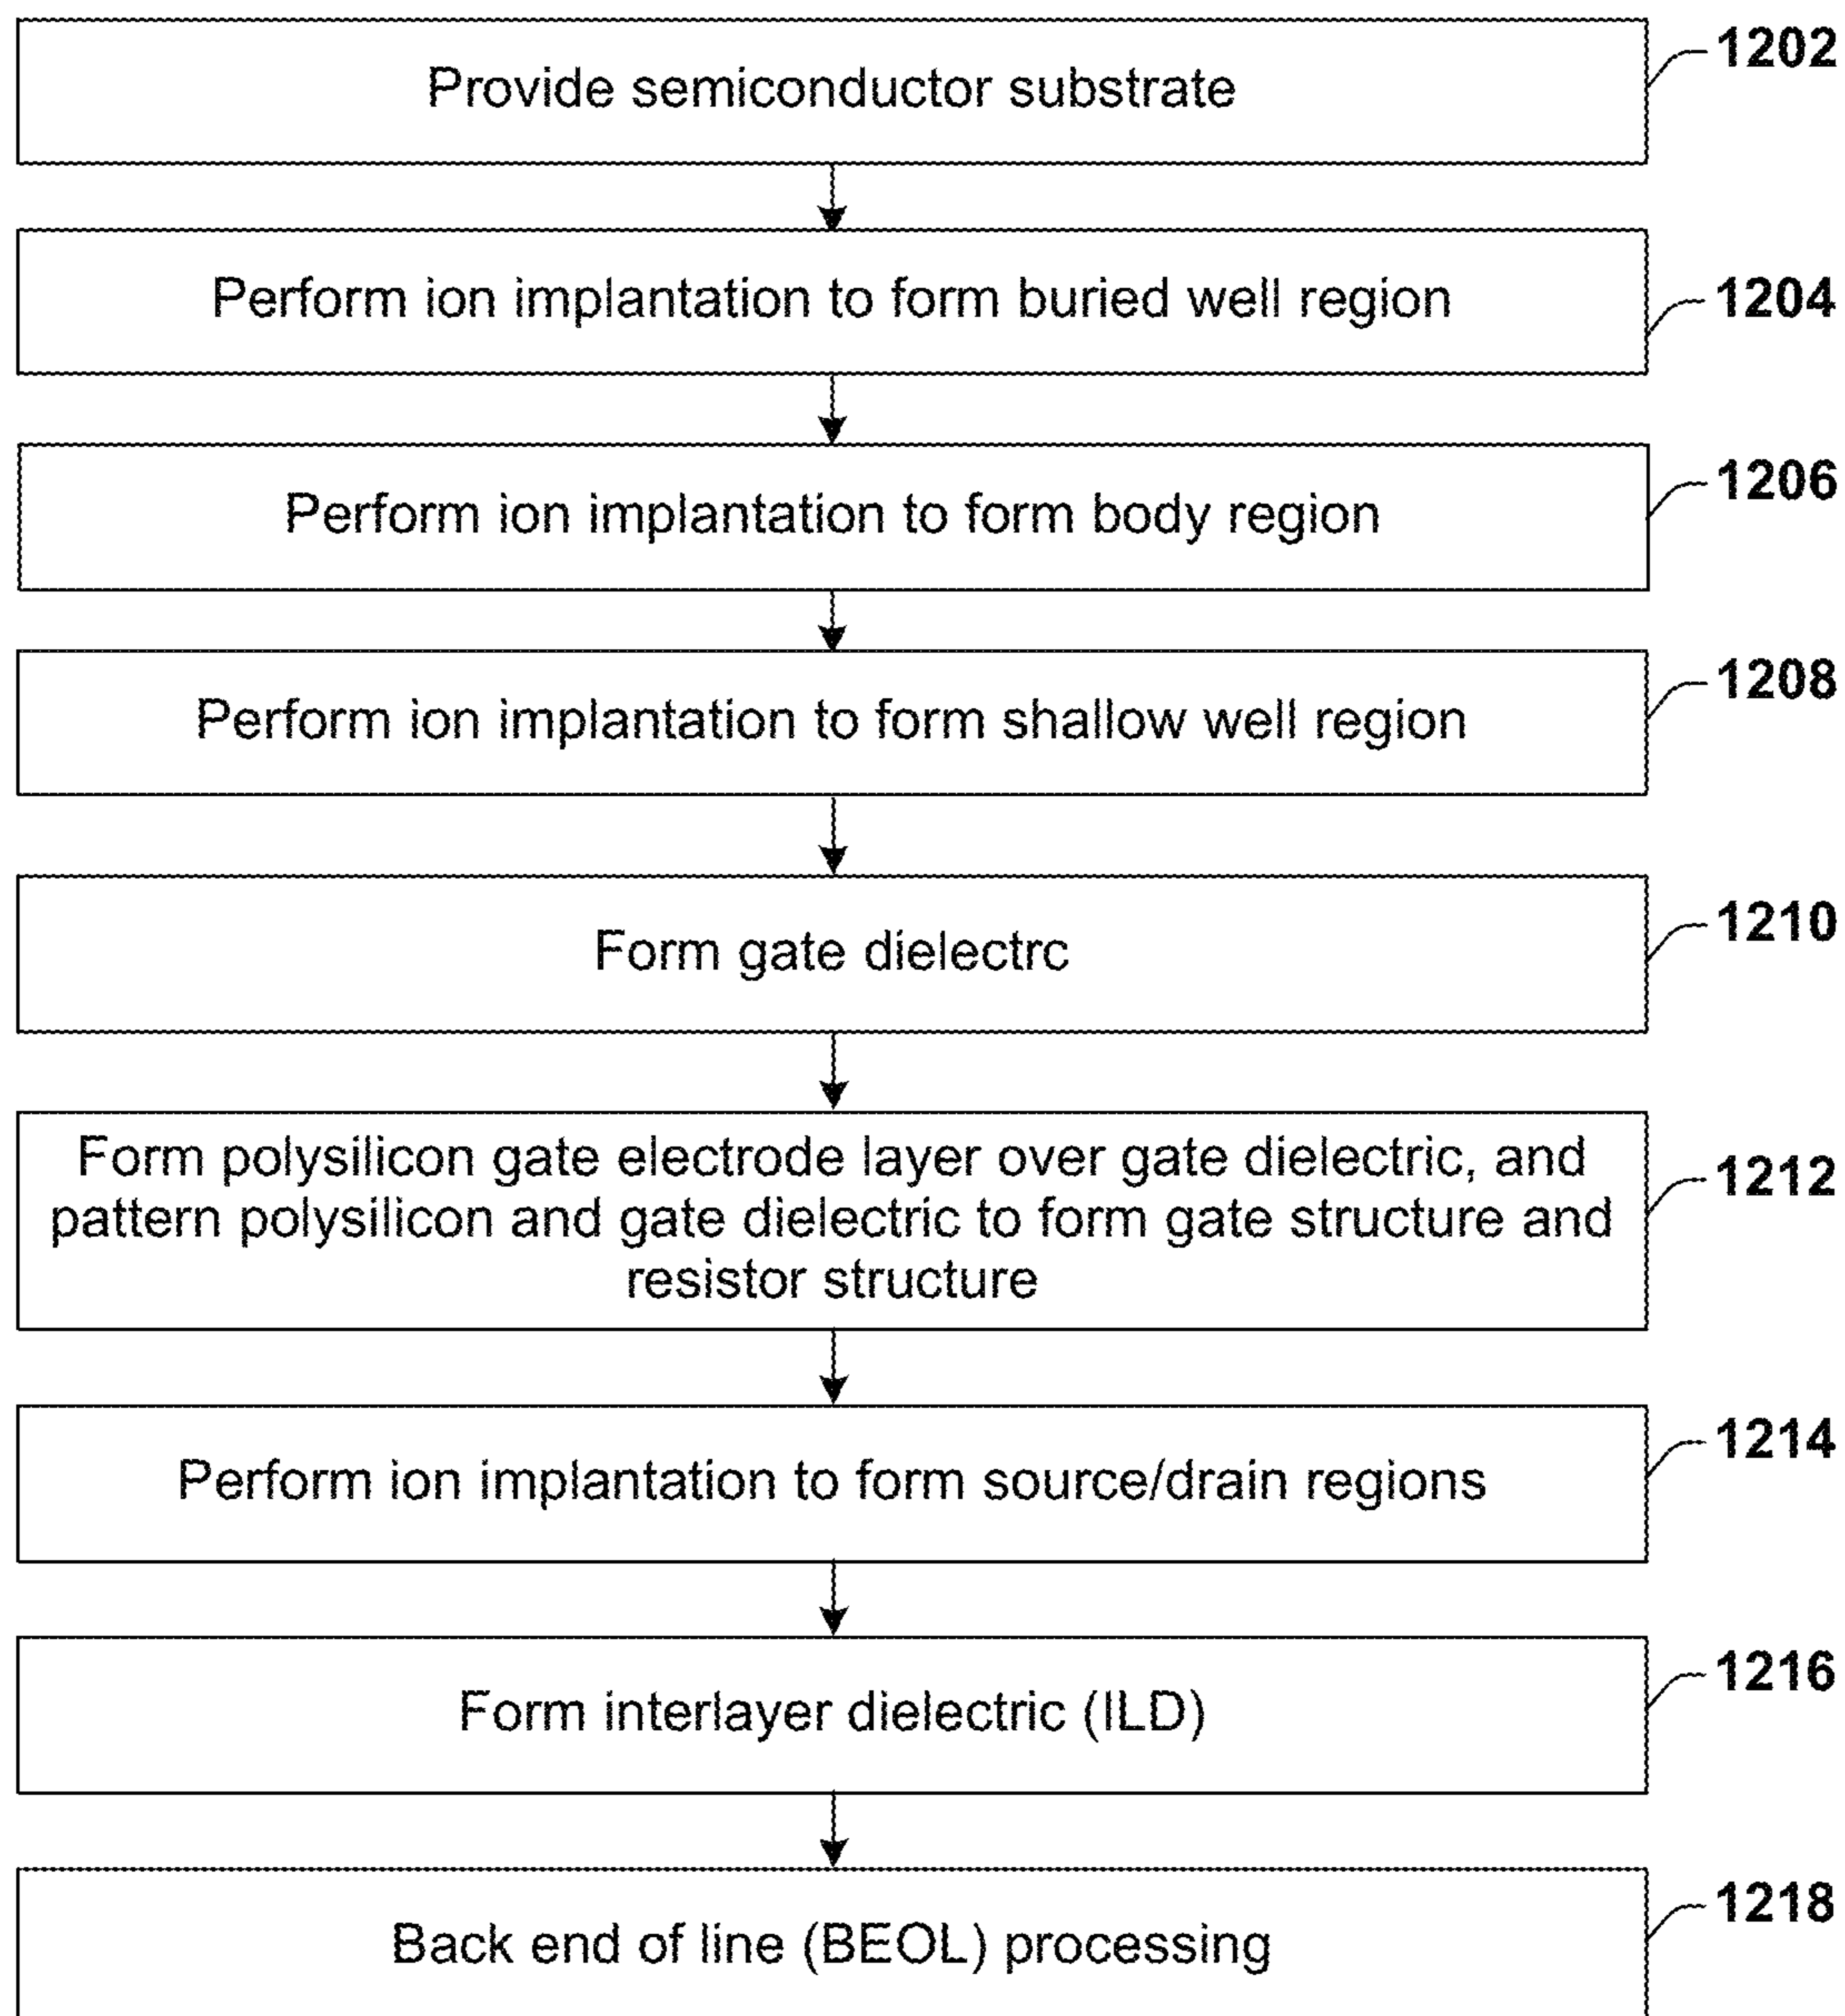 Provide semiconductor substrate
1202
Perform ion implantation to form buried well region
1204
Perform ion implantation to form body region
1206
Perform ion implantation to form shallow well region
1208
Form gate dielectrc
1210
Form polysilicon gate electrode layer over gate dielectric, and
pattern polysilicon and gate dielectric to form gate structure and
resistor structure
1212
Perform ion implantation to form source/drain regions
1214
Form interlayer dielectric (ILD)
1216
Back end of line (BEOL) processing
1218